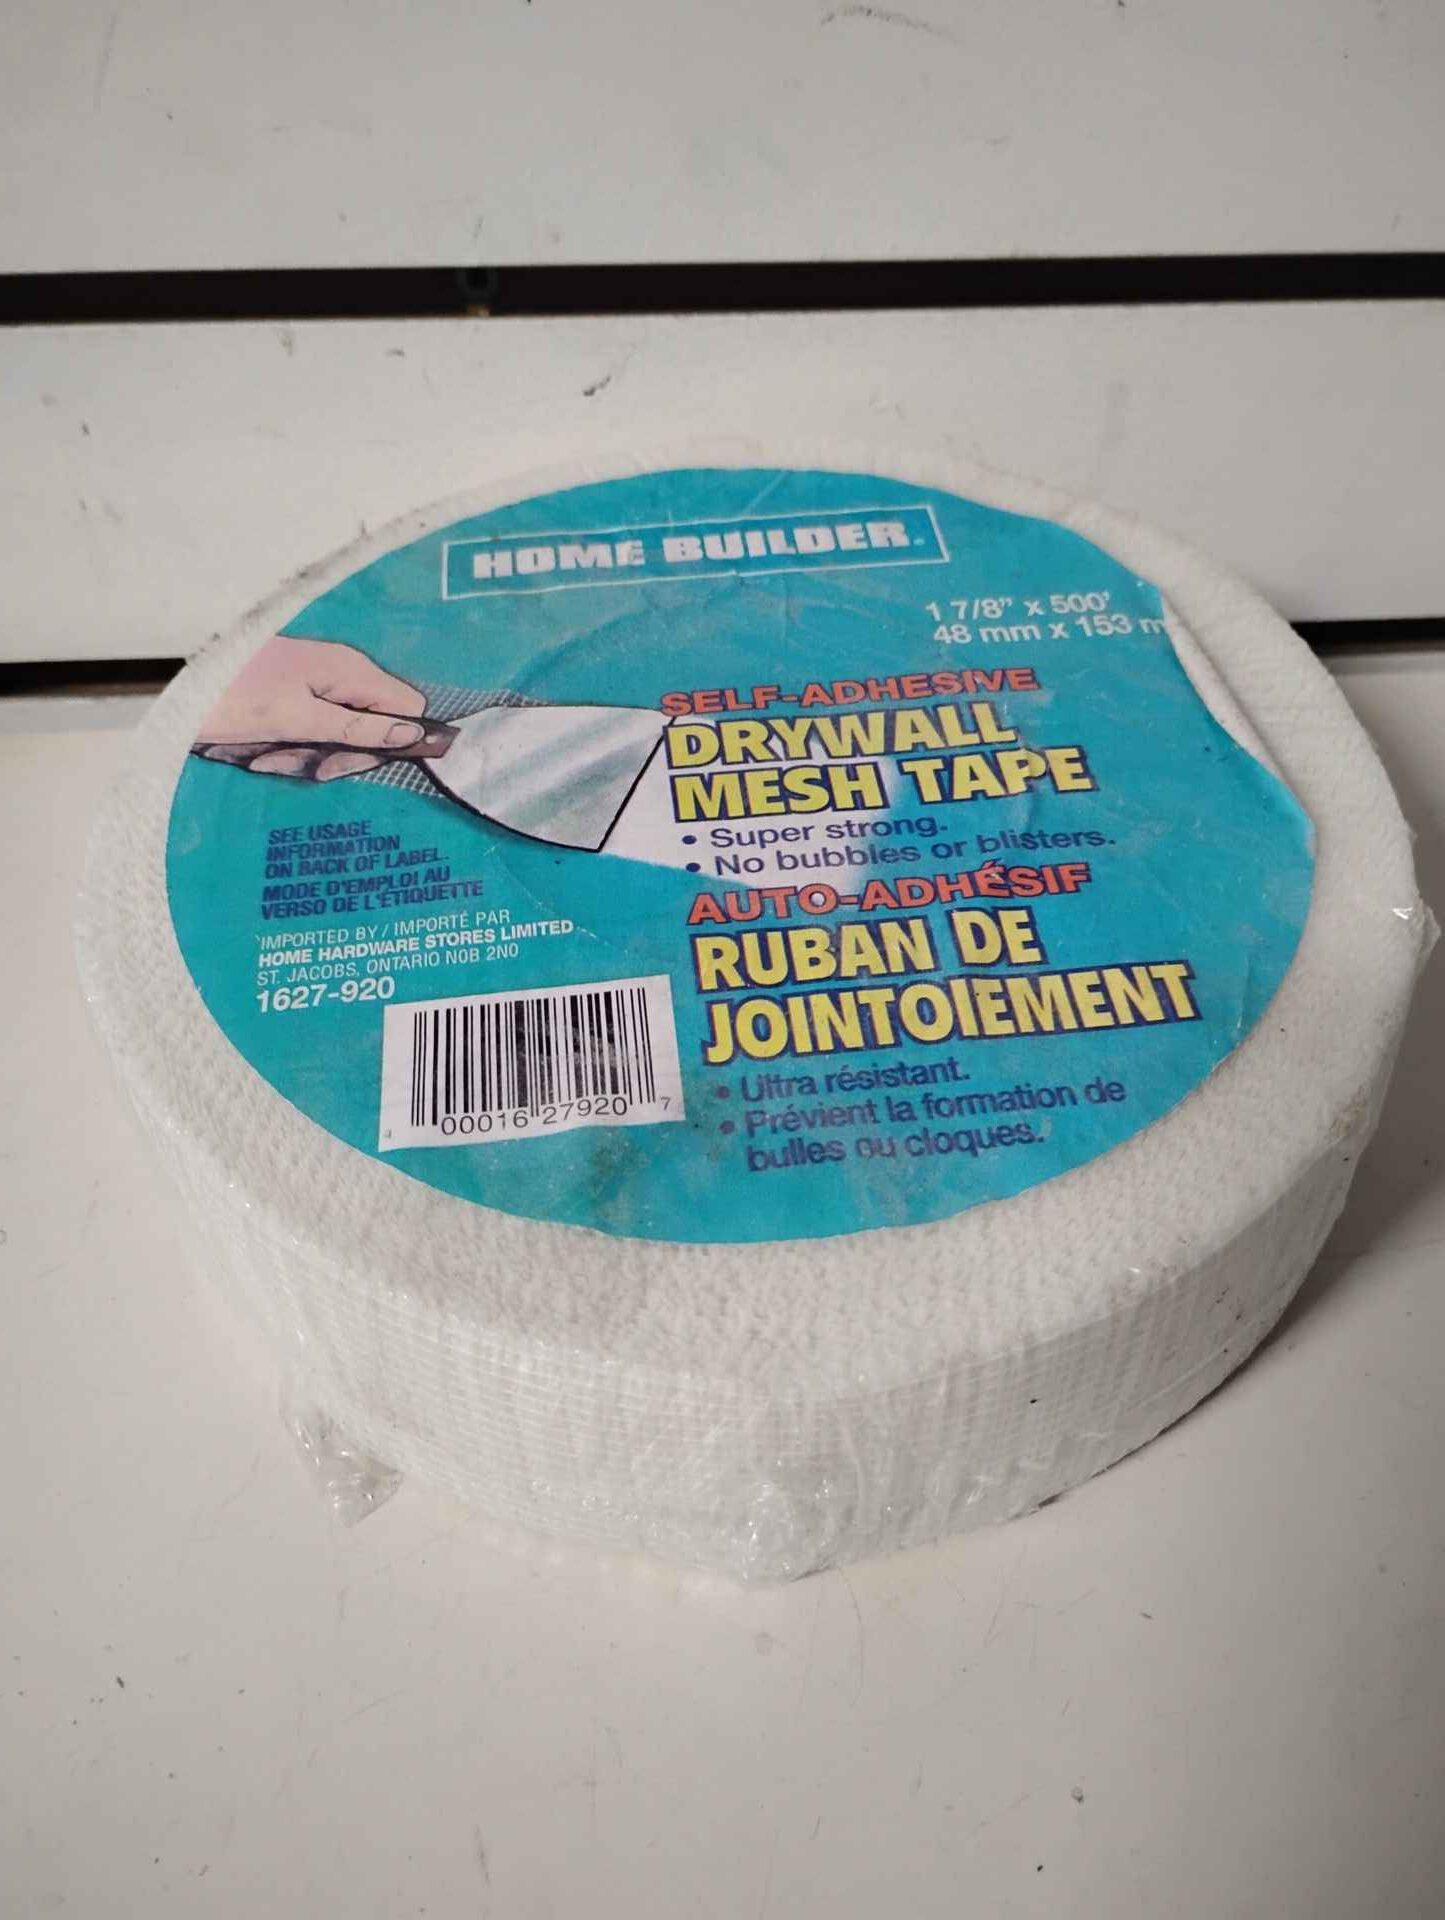 HOME BUILDER®
1 7/8" x 500'
48 mm x 153 m
SELF-ADHESIVE
DRYWALL
MESH TAPE
• Super strong.
• No bubbles or blisters.
AUTO-ADHÉSIF
RUBAN DE
JOINTOIEMENT
• Ultra résistant.
• Prévient la formation de
bulles ou cloques.
SEE USAGE
INFORMATION
ON BACK OF LABEL.
MODE D'EMPLOI AU
VERSO DE L'ÉTIQUETTE
IMPORTED BY / IMPORTÉ PAR
HOME HARDWARE STORES LIMITED
ST. JACOBS, ONTARIO N0B 2N0
1627-920
00016 27920 7